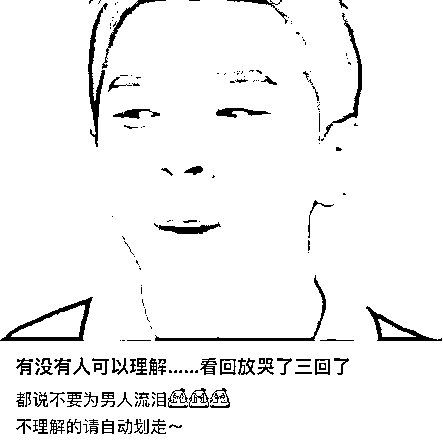 有没有人可以理解……看回放哭了三回了
都说不要为男人流泪
不理解的请自动划走～